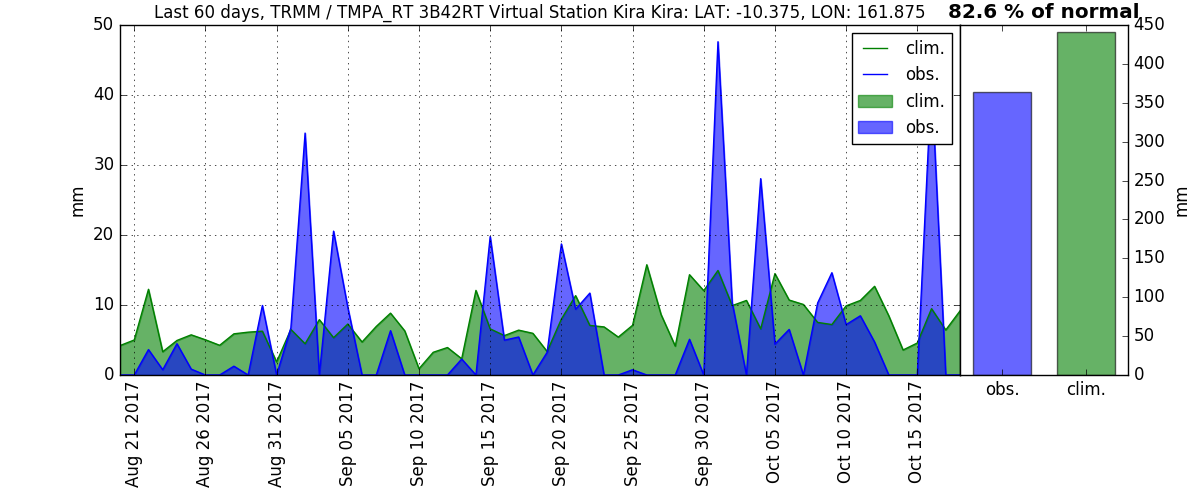 Last 60 days, TRMM / TMPA_RT 3B42RT Virtual Station Kira Kira: LAT: -10.375, LON: 161.875
82.6 % of normal
50
40
30
20
10
0
mm
clim.
obs.
clim.
obs.
450
400
350
300
250
200
150
100
50
0
mm
Aug 21 2017
Aug 26 2017
Aug 31 2017
Sep 05 2017
Sep 10 2017
Sep 15 2017
Sep 20 2017
Sep 25 2017
Sep 30 2017
Oct 05 2017
Oct 10 2017
Oct 15 2017
obs.
clim.